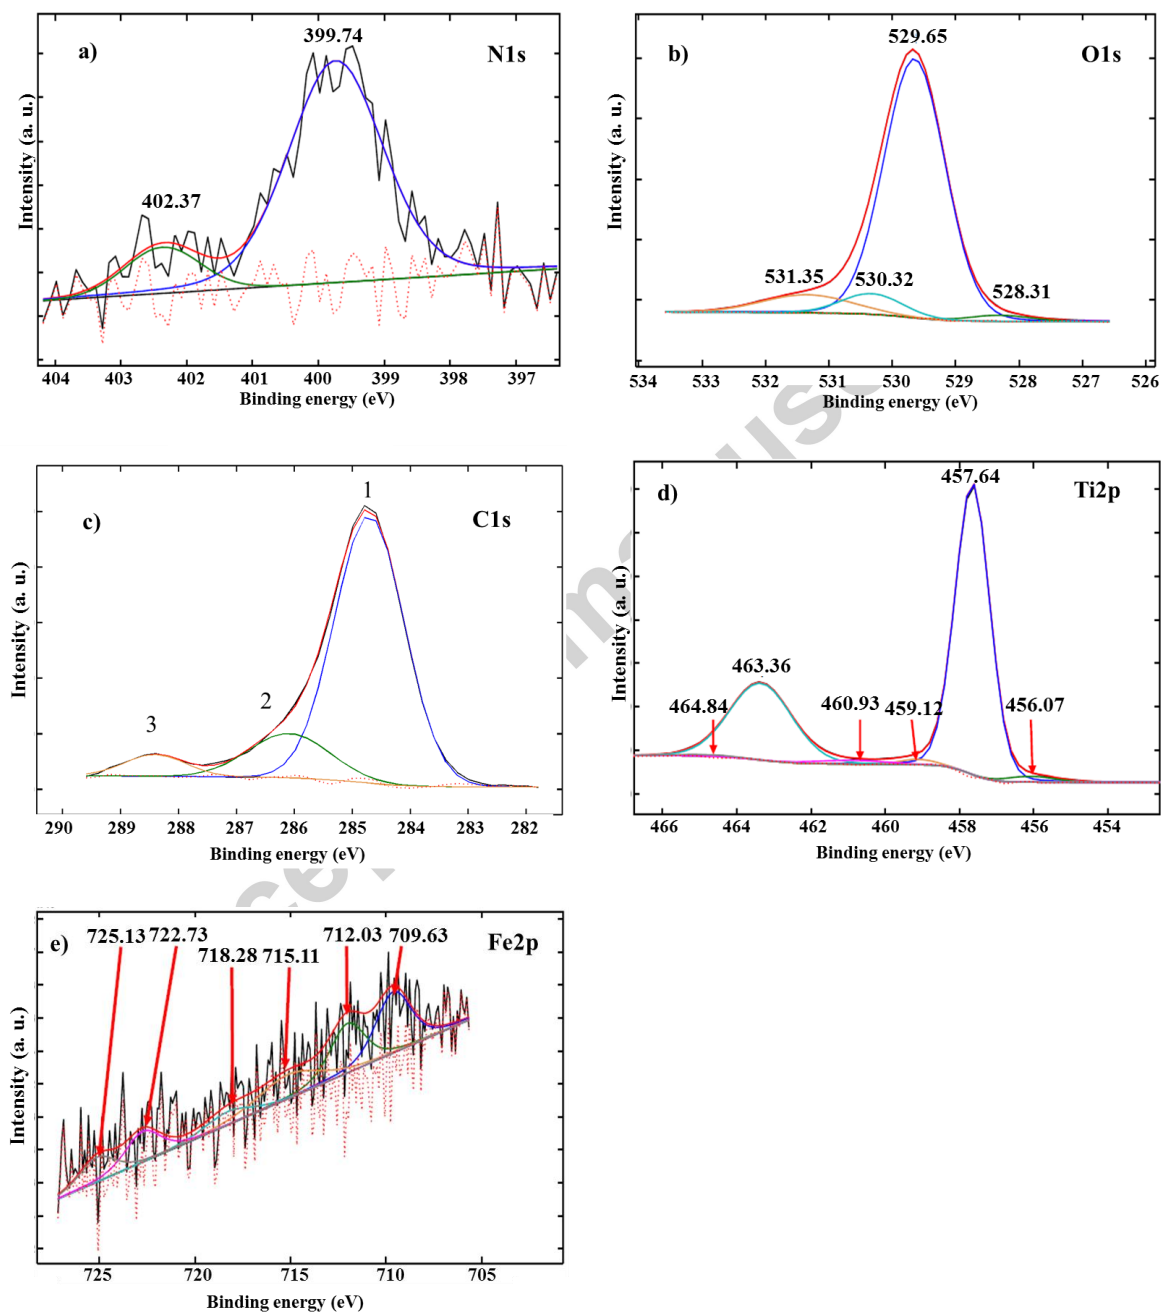 a)
399.74
N1s
402.37
Intensity (a. u.)
404 403 402 401 400 399 398 397
Binding energy (eV)
b)
529.65
O1s
531.35
530.32
528.31
Intensity (a. u.)
534 533 532 531 530 529 528 527 526
Binding energy (eV)
c)
1
C1s
2
3
Intensity (a. u.)
290 289 288 287 286 285 284 283 282
Binding energy (eV)
d)
457.64
Ti2p
463.36
464.84
460.93
459.12
456.07
Intensity (a. u.)
466 464 462 460 458 456 454
Binding energy (eV)
e)
725.13
722.73
718.28
715.11
712.03
709.63
Fe2p
Intensity (a. u.)
725 720 715 710 705
Binding energy (eV)